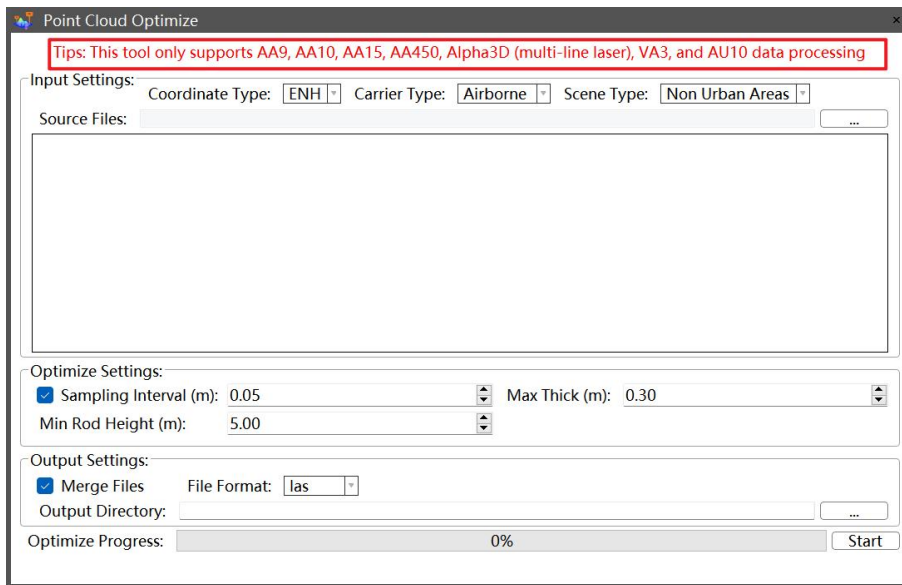 Point Cloud Optimize
Tips: This tool only supports AA9, AA10, AA15, AA450, Alpha3D (multi-line laser), VA3, and AU10 data processing
Input Settings:
Coordinate Type: ENH Carrier Type: Airborne Scene Type: Non Urban Areas
Source Files: ...
Optimize Settings:
Sampling Interval (m): 0.05 Max Thick (m): 0.30
Min Rod Height (m): 5.00
Output Settings:
Merge Files File Format: las
Output Directory: ...
Optimize Progress: 0% Start